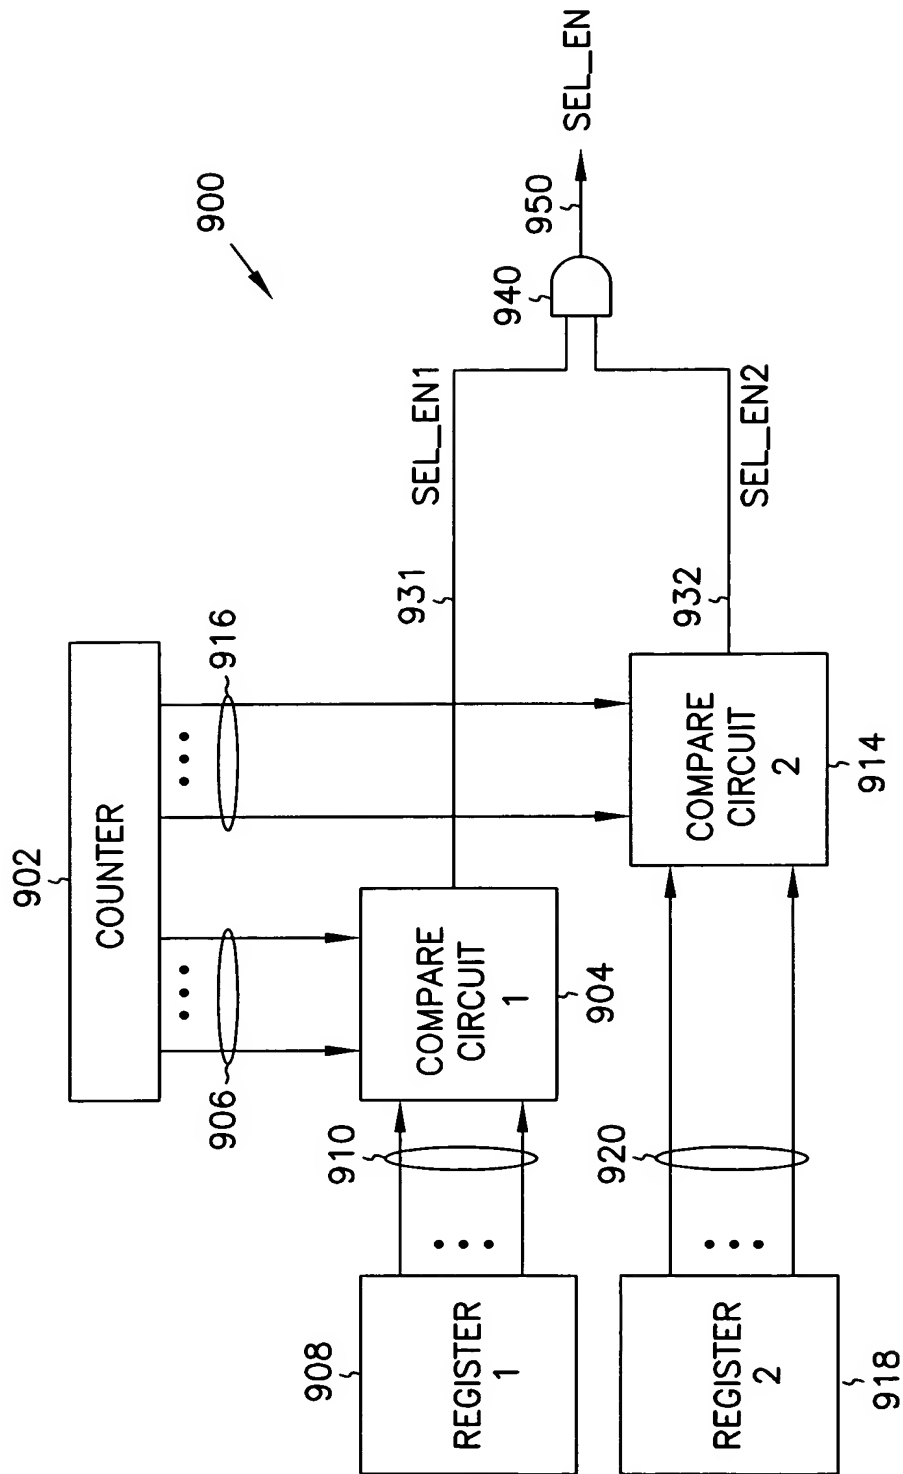 900
902
COUNTER
906
916
908
REGISTER
1
910
COMPARE
CIRCUIT
1
904
931
SEL_EN1
940
950
SEL_EN
918
REGISTER
2
920
COMPARE
CIRCUIT
2
914
932
SEL_EN2